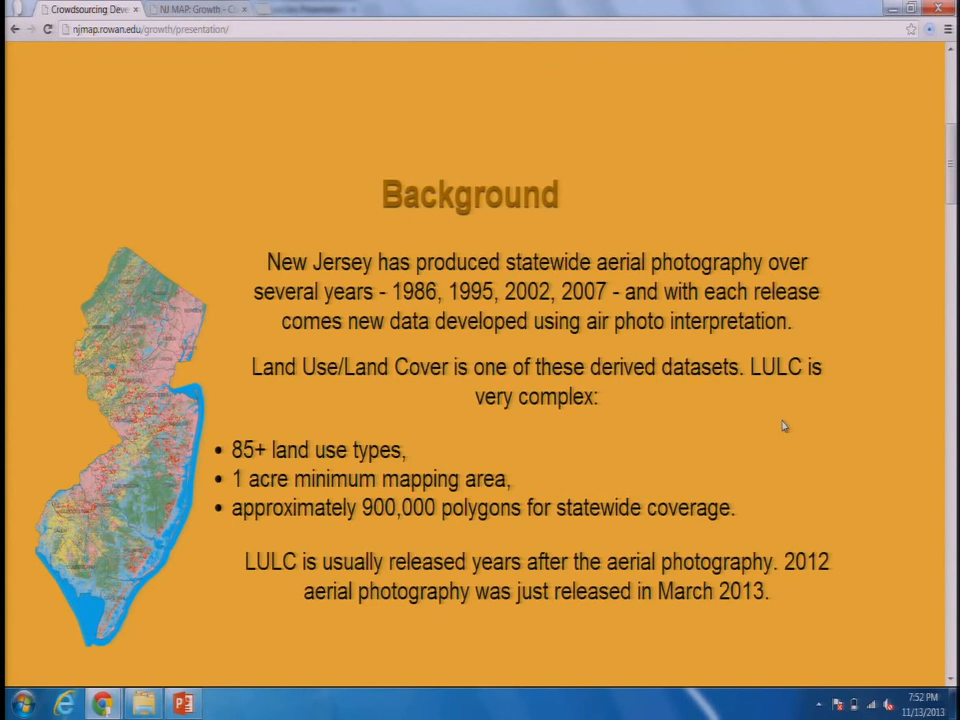 Crowdsourcing Deve
NJ MAP: Growth - C
njmap.rowan.edu/growth/presentation/
Background
New Jersey has produced statewide aerial photography over
several years - 1986, 1995, 2002, 2007 - and with each release
comes new data developed using air photo interpretation.
Land Use/Land Cover is one of these derived datasets. LULC is
very complex:
• 85+ land use types,
• 1 acre minimum mapping area,
• approximately 900,000 polygons for statewide coverage.
LULC is usually released years after the aerial photography. 2012
aerial photography was just released in March 2013.
7:52 PM
11/13/2013